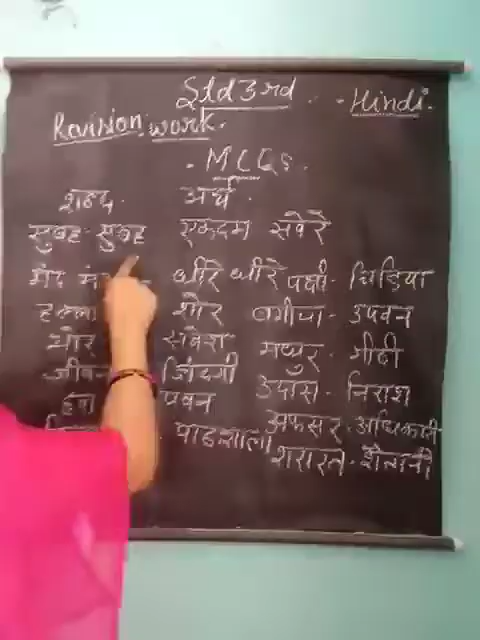 Std 3rd. - Hindi.
Revision work.
- MCQs.
शब्द. अर्थ.
सुबह - सुबह एकदम सवेरे
मंद धीरे धीरे पक्षी - चिड़िया
हल्ला शोर बगीचा - उपवन
भोर सवेरा मधुर - मीठी
जीवन जिंदगी उदास - निराश
हवा पवन अफसर - अधिकारी
पाठशाला शरारत - शैतानी